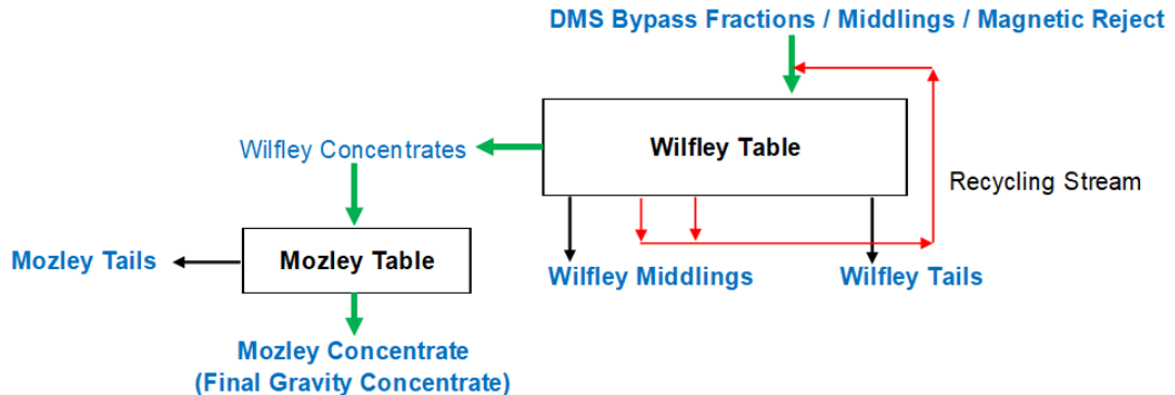 DMS Bypass Fractions / Middlings / Magnetic Reject
Wilfley Table
Wilfley Concentrates
Recycling Stream
Mozley Tails
Mozley Table
Wilfley Middlings
Wilfley Tails
Mozley Concentrate
(Final Gravity Concentrate)